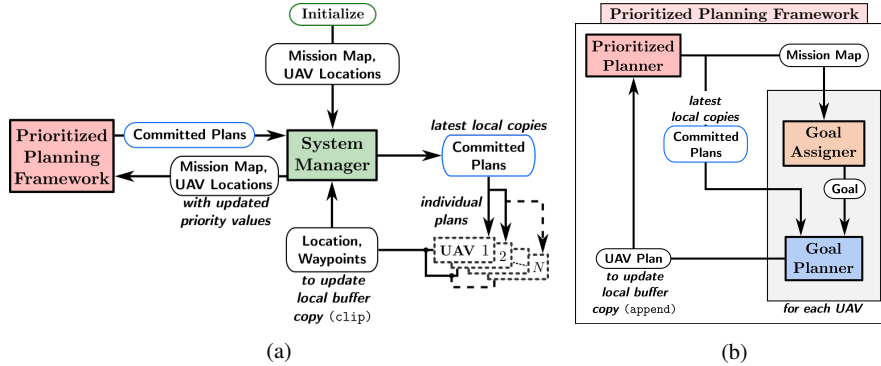 Initialize
Mission Map,
UAV Locations
Prioritized
Planning
Framework
Committed Plans
System
Manager
Mission Map,
UAV Locations
with updated
priority values
latest local copies
Committed
Plans
individual
plans
UAV 1
2
N
Location,
Waypoints
to update
local buffer
copy (clip)
(a)
Prioritized Planning Framework
Prioritized
Planner
Mission Map
latest
local copies
Committed
Plans
Goal
Assigner
Goal
Goal
Planner
UAV Plan
to update
local buffer
copy (append)
for each UAV
(b)